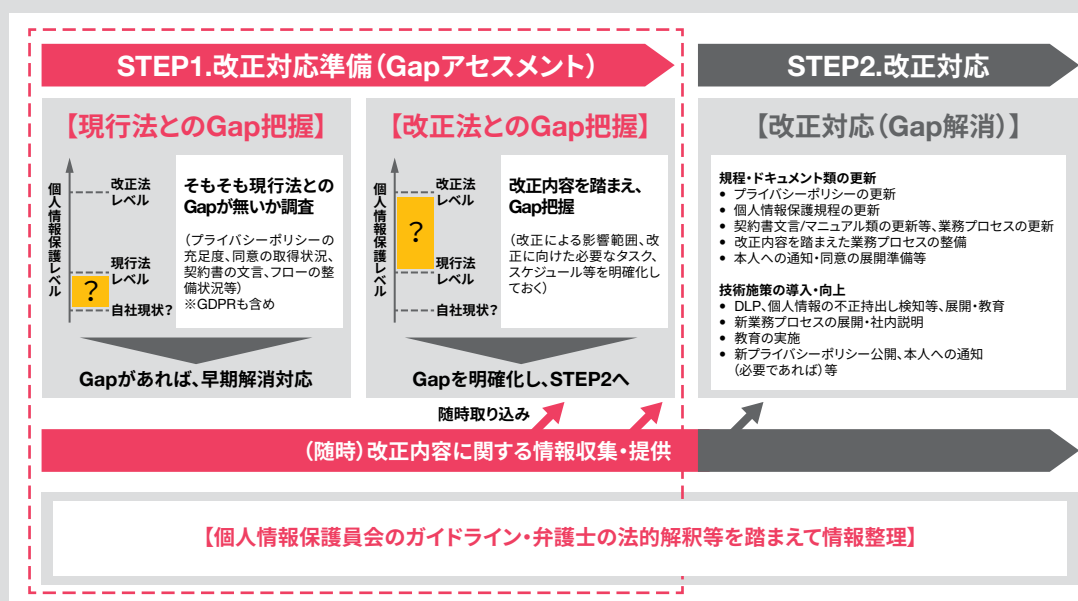 STEP1.改正対応準備(Gapアセスメント)
STEP2.改正対応
【現行法とのGap把握】
個人情報保護レベル
改正法
レベル
現行法
レベル
?
自社現状?
そもそも現行法との
Gapが無いか調査
(プライバシーポリシーの
充足度、同意の取得状況、
契約書の文言、フローの整
備状況等)
※GDPRも含め
Gapがあれば、早期解消対応
【改正法とのGap把握】
個人情報保護レベル
改正法
レベル
?
現行法
レベル
自社現状?
改正内容を踏まえ、
Gap把握
(改正による影響範囲、改
正に向けた必要なタスク、
スケジュール等を明確化し
ておく)
Gapを明確化し、STEP2へ
【改正対応(Gap解消)】
規程・ドキュメント類の更新
• プライバシーポリシーの更新
• 個人情報保護規程の更新
• 契約書文言/マニュアル類の更新等、業務プロセスの更新
• 改正内容を踏まえた業務プロセスの整備
• 本人への通知・同意の展開準備等
技術施策の導入・向上
• DLP、個人情報の不正持出し検知等、展開・教育
• 新業務プロセスの展開・社内説明
• 教育の実施
• 新プライバシーポリシー公開、本人への通知
(必要であれば)等
随時取り込み
(随時)改正内容に関する情報収集・提供
【個人情報保護員会のガイドライン・弁護士の法的解釈等を踏まえて情報整理】